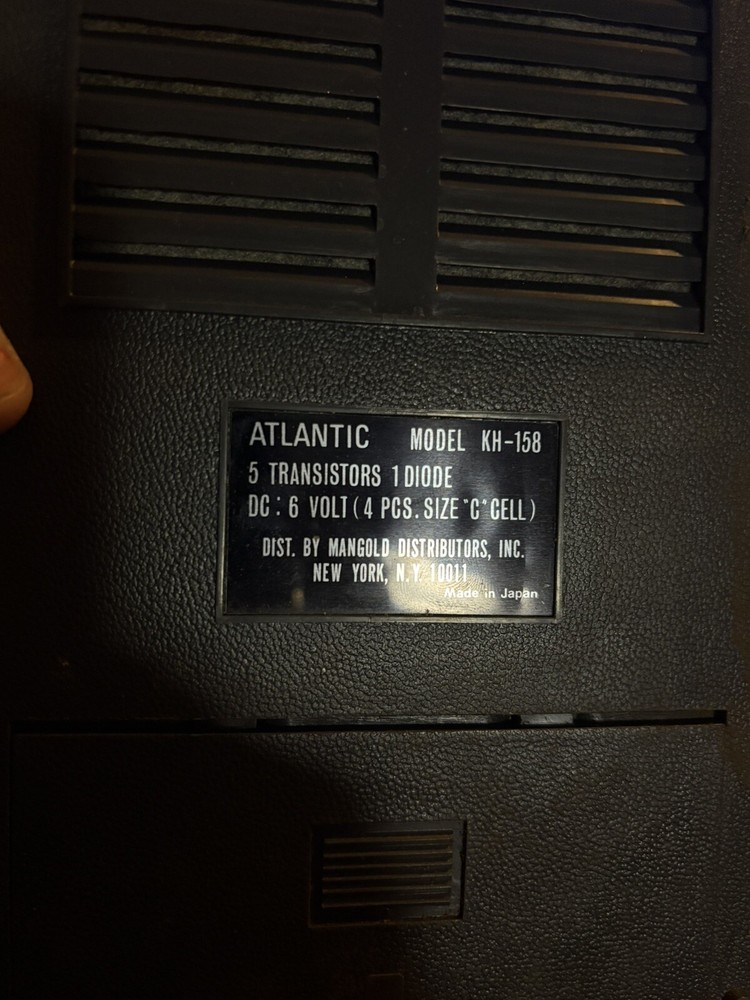 ATLANTIC MODEL KH-158
5 TRANSISTORS 1 DIODE
DC: 6 VOLT (4 PCS. SIZE "C" CELL)
DIST. BY MANGOLD DISTRIBUTORS, INC.
NEW YORK, N.Y. 10011
Made in Japan